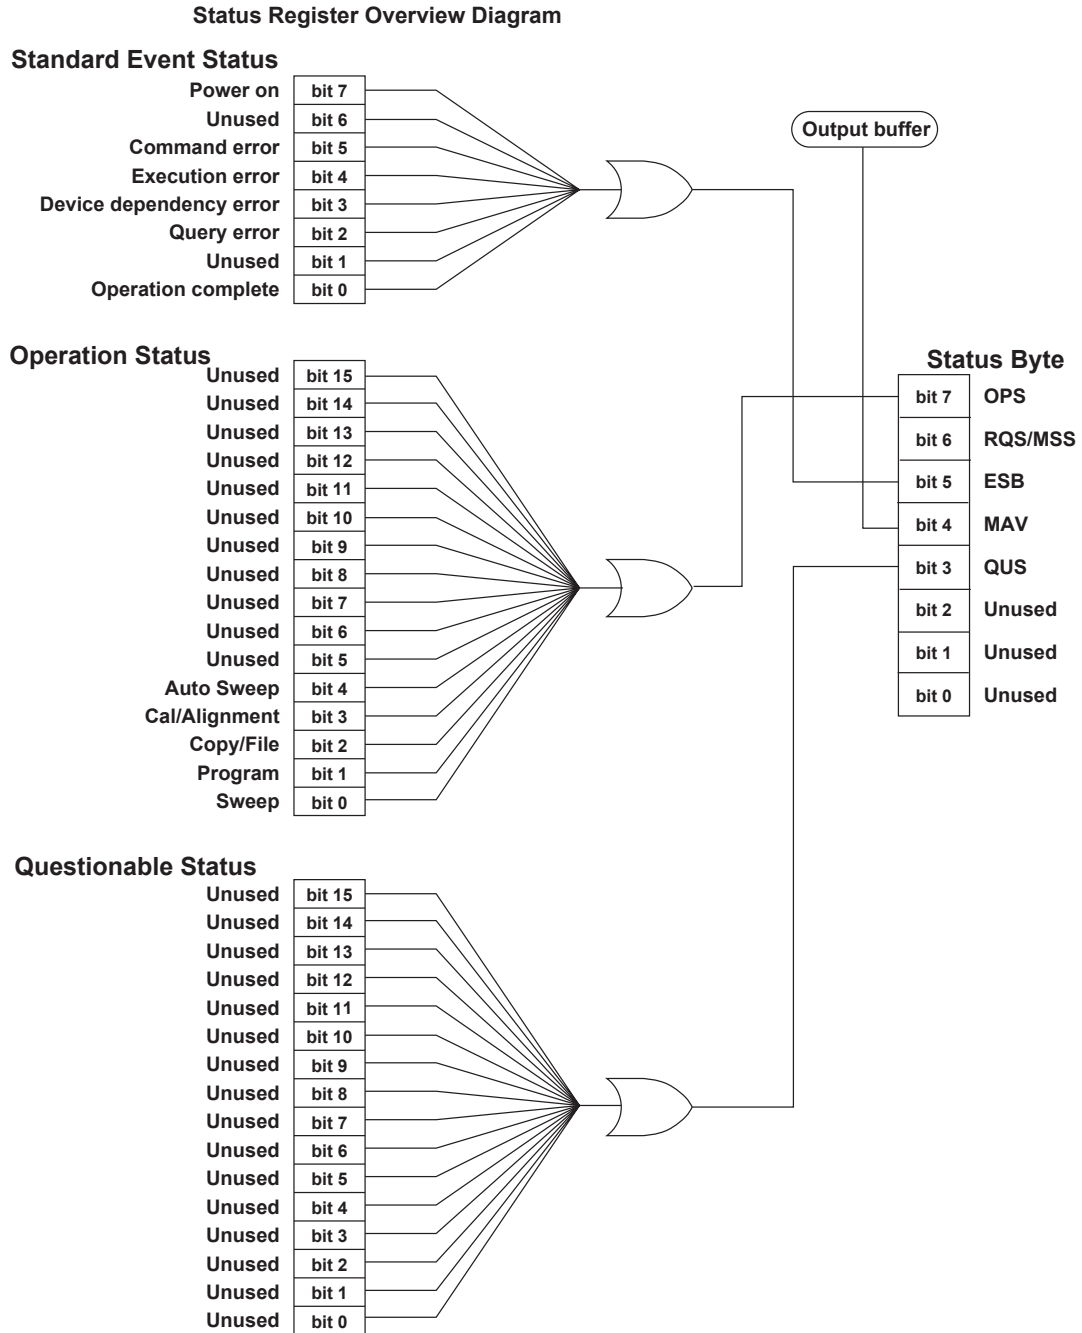 Status Register Overview Diagram
Standard Event Status
Power on bit 7
Unused bit 6
Command error bit 5
Execution error bit 4
Device dependency error bit 3
Query error bit 2
Unused bit 1
Operation complete bit 0
Output buffer
Operation Status
Unused bit 15
Unused bit 14
Unused bit 13
Unused bit 12
Unused bit 11
Unused bit 10
Unused bit 9
Unused bit 8
Unused bit 7
Unused bit 6
Unused bit 5
Auto Sweep bit 4
Cal/Alignment bit 3
Copy/File bit 2
Program bit 1
Sweep bit 0
Status Byte
bit 7 OPS
bit 6 RQS/MSS
bit 5 ESB
bit 4 MAV
bit 3 QUS
bit 2 Unused
bit 1 Unused
bit 0 Unused
Questionable Status
Unused bit 15
Unused bit 14
Unused bit 13
Unused bit 12
Unused bit 11
Unused bit 10
Unused bit 9
Unused bit 8
Unused bit 7
Unused bit 6
Unused bit 5
Unused bit 4
Unused bit 3
Unused bit 2
Unused bit 1
Unused bit 0